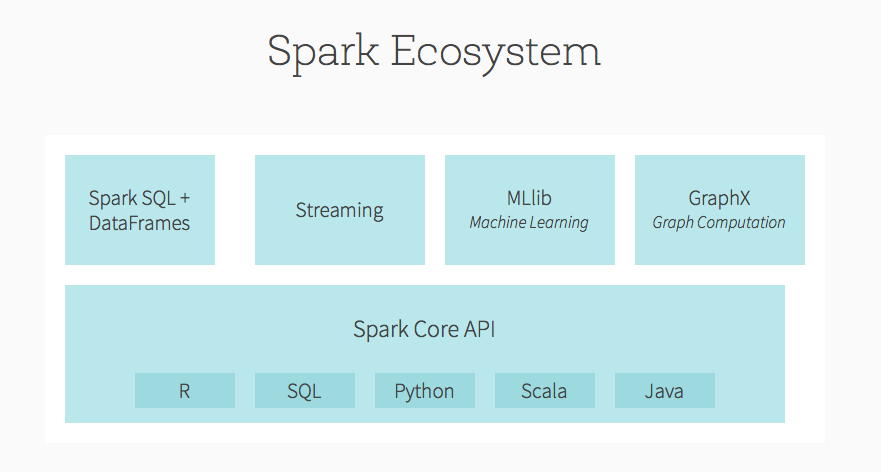 Spark Ecosystem
Spark SQL +
DataFrames
Streaming
MLlib
Machine Learning
GraphX
Graph Computation
Spark Core API
R
SQL
Python
Scala
Java